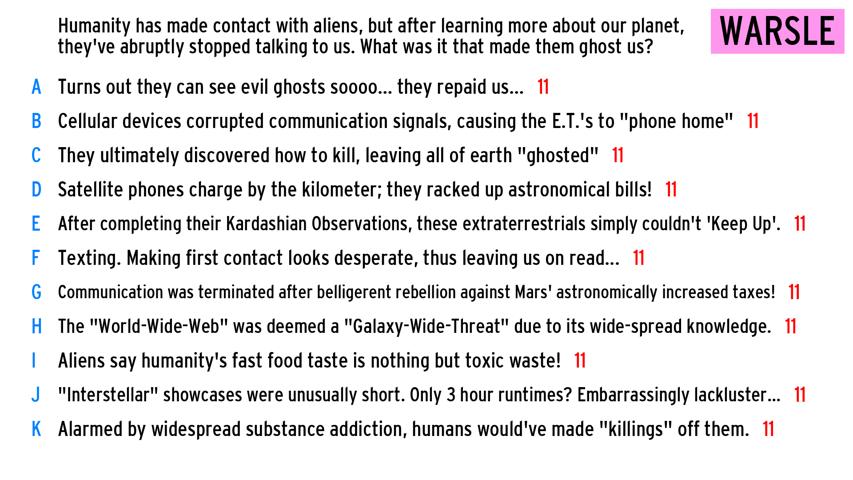 Humanity has made contact with aliens, but after learning more about our planet,
they've abruptly stopped talking to us. What was it that made them ghost us?
WARSLE
A Turns out they can see evil ghosts soooo... they repaid us... 11
B Cellular devices corrupted communication signals, causing the E.T.'s to "phone home" 11
C They ultimately discovered how to kill, leaving all of earth "ghosted" 11
D Satellite phones charge by the kilometer; they racked up astronomical bills! 11
E After completing their Kardashian Observations, these extraterrestrials simply couldn't 'Keep Up'. 11
F Texting. Making first contact looks desperate, thus leaving us on read... 11
G Communication was terminated after belligerent rebellion against Mars' astronomically increased taxes! 11
H The "World-Wide-Web" was deemed a "Galaxy-Wide-Threat" due to its wide-spread knowledge. 11
I Aliens say humanity's fast food taste is nothing but toxic waste! 11
J "Interstellar" showcases were unusually short. Only 3 hour runtimes? Embarrassingly lackluster... 11
K Alarmed by widespread substance addiction, humans would've made "killings" off them. 11